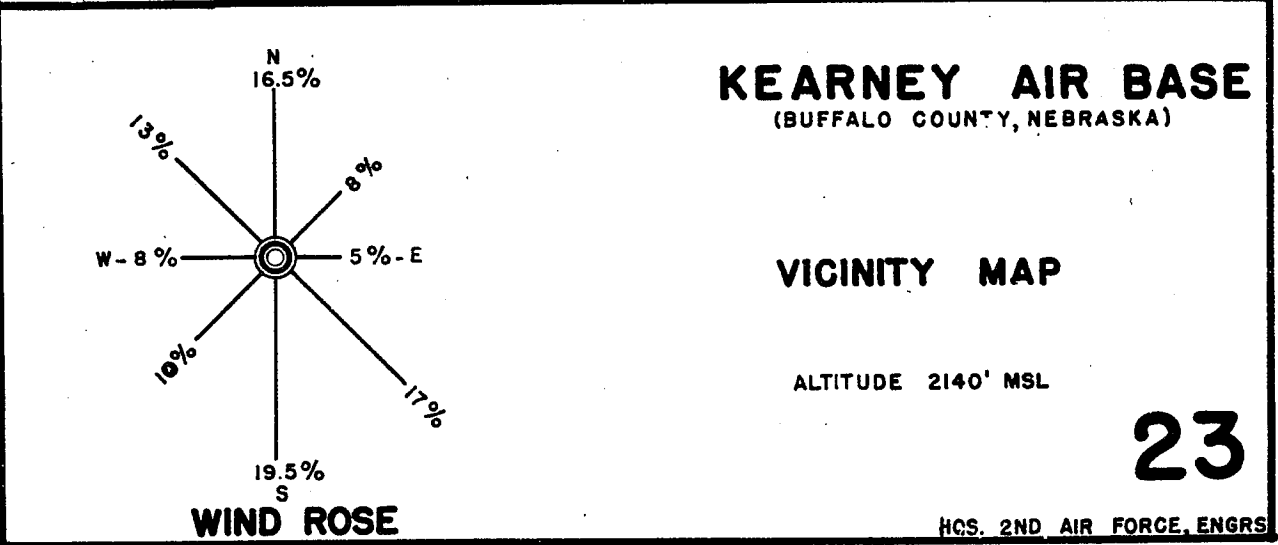 N
16.5%
13%
8%
W-8%
5%-E
10%
17%
19.5%
S
WIND ROSE
KEARNEY AIR BASE
(BUFFALO COUNTY, NEBRASKA)
VICINITY MAP
ALTITUDE 2140' MSL
23
HQS. 2ND AIR FORCE, ENGRS